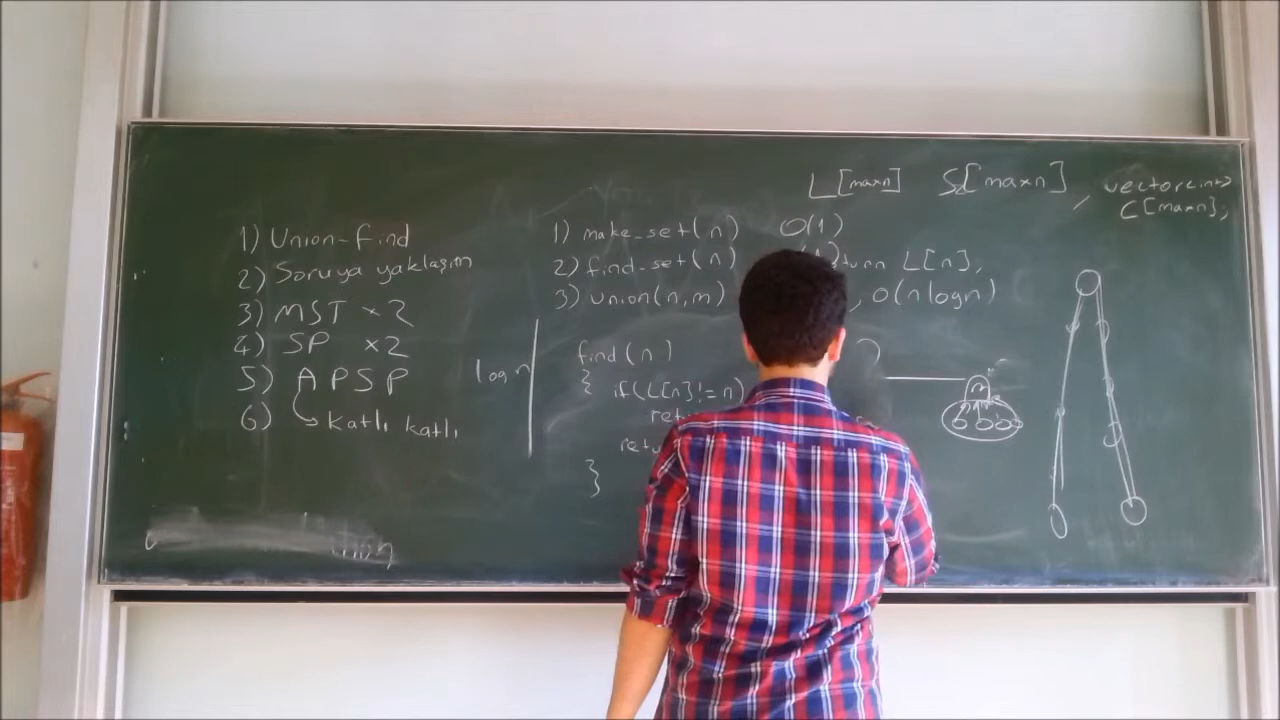 L[maxn] S[maxn] , vector<int>
C[maxn];
1) Union-find
2) Soruya yaklaşım
3) MST x2
4) SP x2
5) APSP
6) katlı katlı
1) make_set(n) O(1)
2) find_set(n) L[n];
3) union(n,m) , O(nlogn)
logn
find(n)
{ if(L[n]!=n)
}